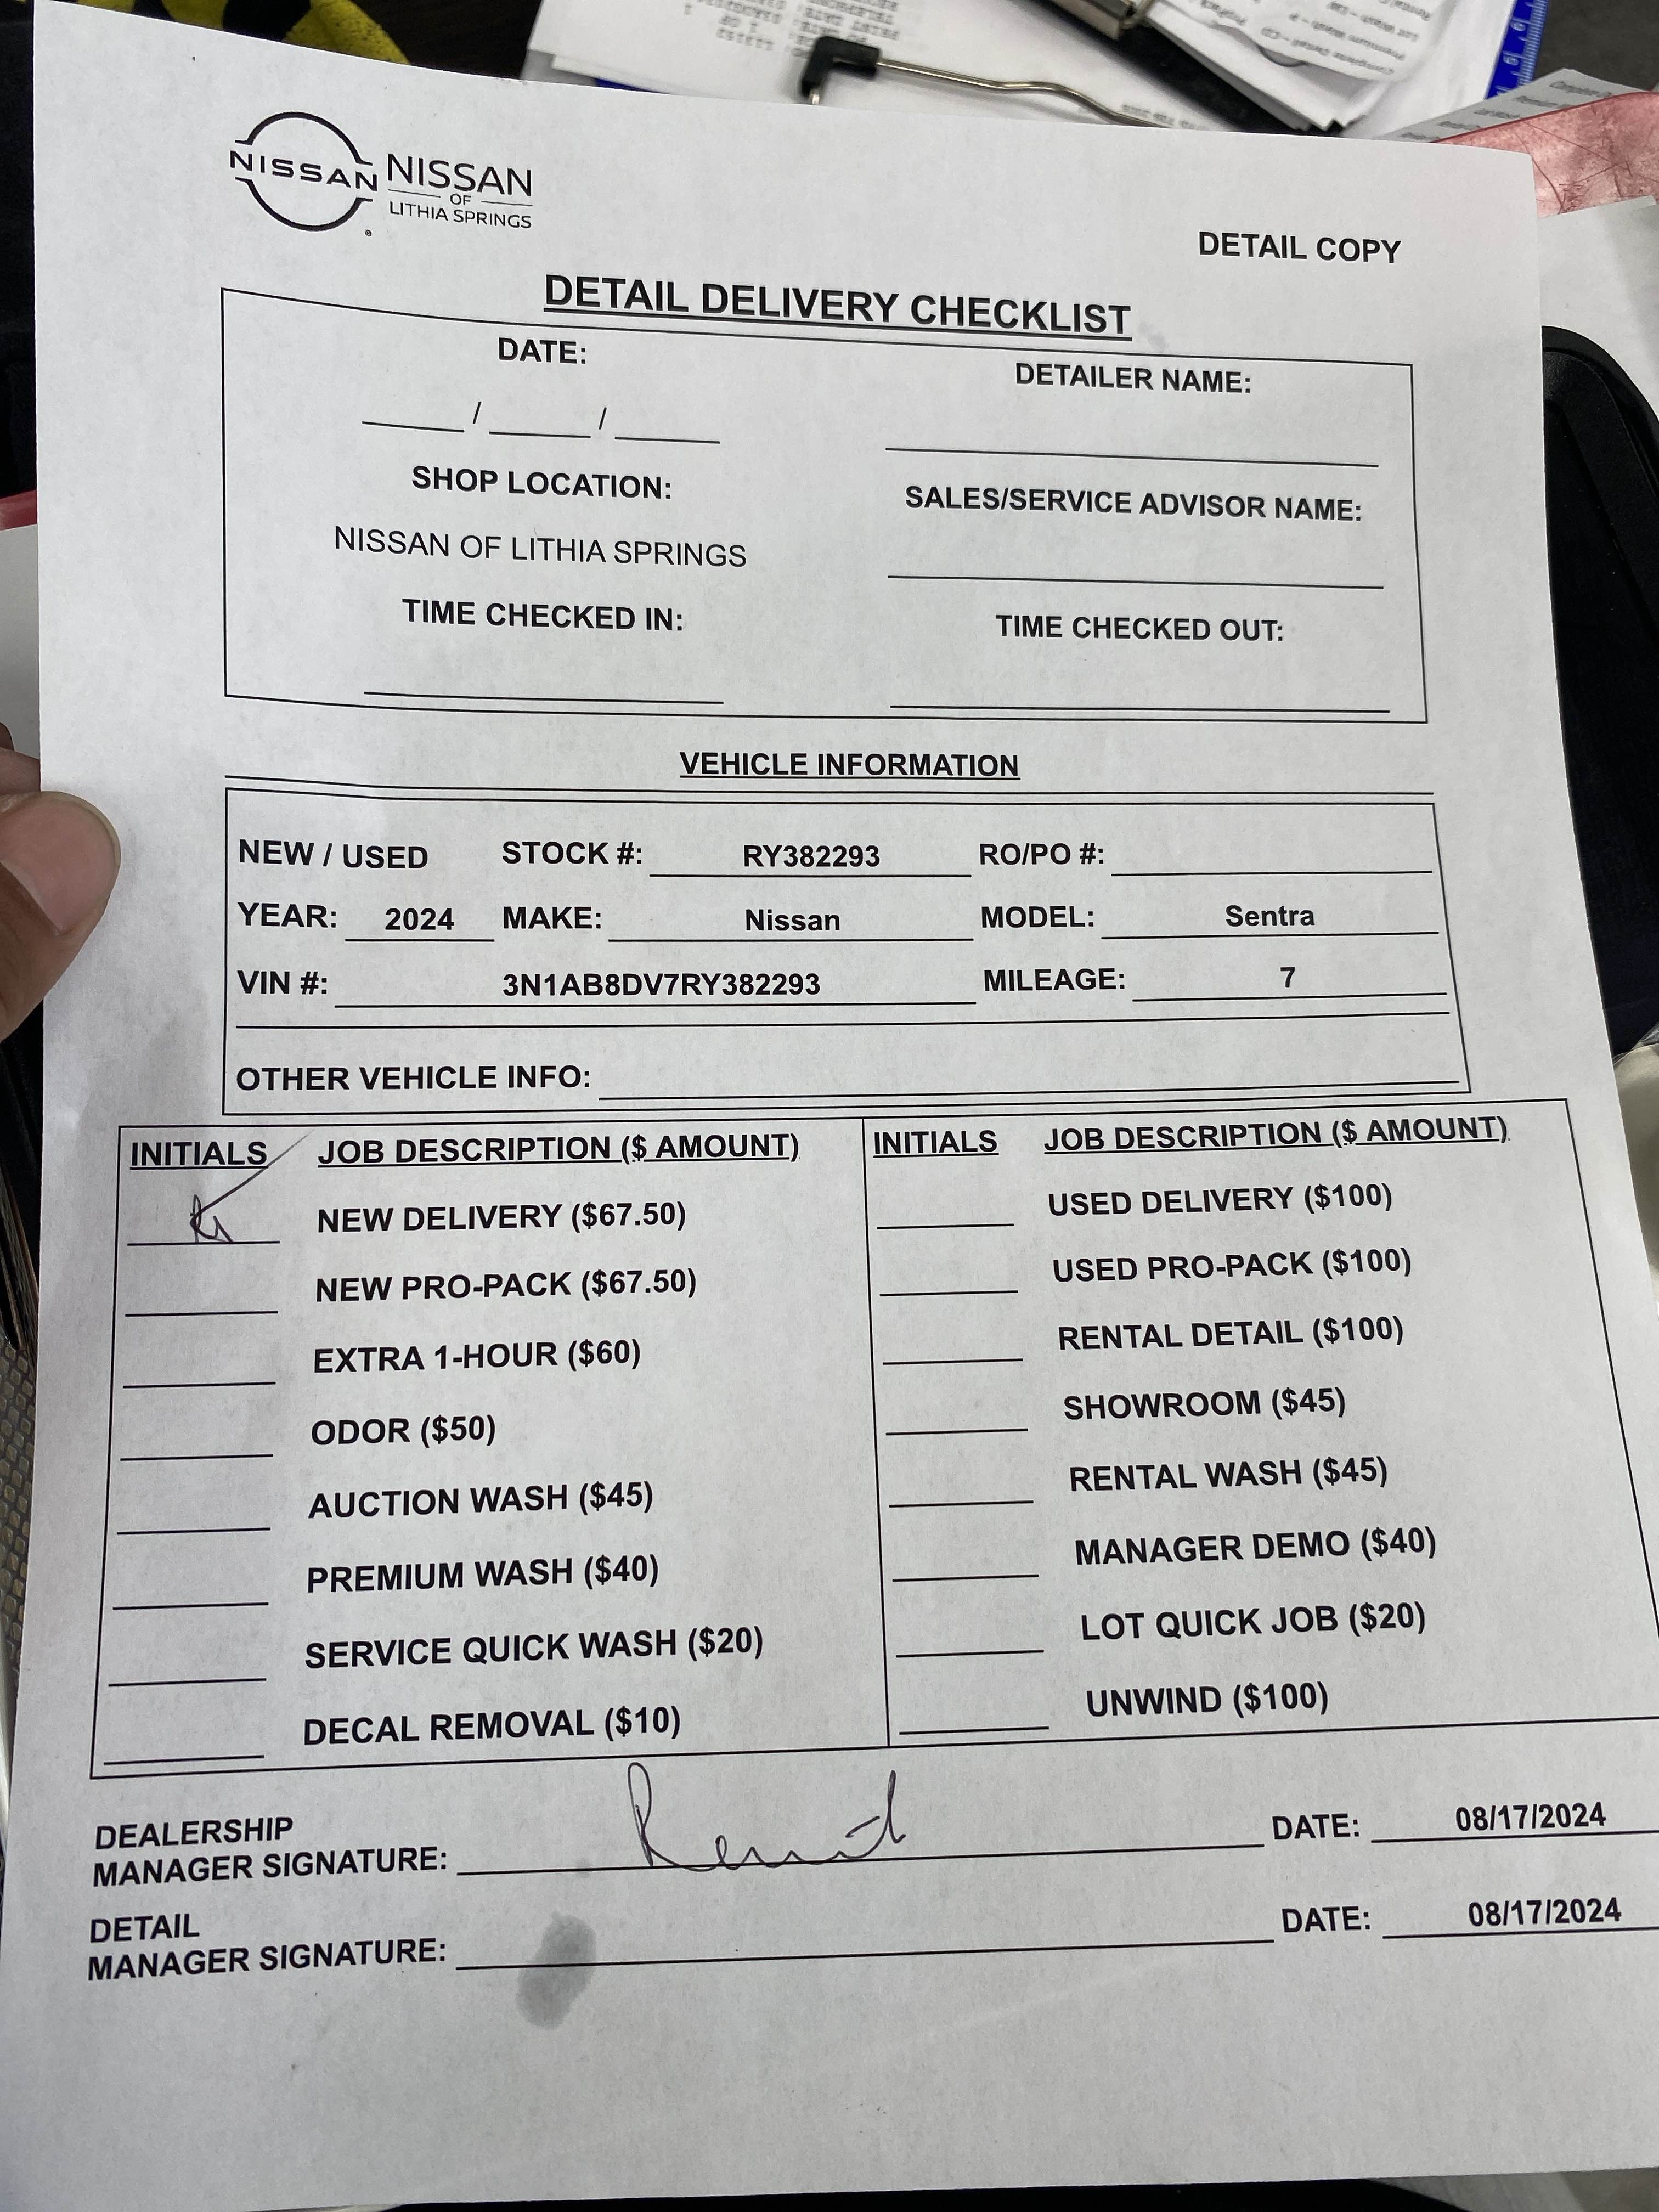 NISSAN
NISSAN
OF
LITHIA SPRINGS
DETAIL COPY
DETAIL DELIVERY CHECKLIST
DATE: DETAILER NAME:
____ / ____ / ____
SHOP LOCATION: SALES/SERVICE ADVISOR NAME:
NISSAN OF LITHIA SPRINGS
TIME CHECKED IN: TIME CHECKED OUT:
VEHICLE INFORMATION
NEW / USED STOCK #: RY382293 RO/PO #:
YEAR: 2024 MAKE: Nissan MODEL: Sentra
VIN #: 3N1AB8DV7RY382293 MILEAGE: 7
OTHER VEHICLE INFO:
INITIALS JOB DESCRIPTION ($ AMOUNT) INITIALS JOB DESCRIPTION ($ AMOUNT)
NEW DELIVERY ($67.50) USED DELIVERY ($100)
NEW PRO-PACK ($67.50) USED PRO-PACK ($100)
EXTRA 1-HOUR ($60) RENTAL DETAIL ($100)
ODOR ($50) SHOWROOM ($45)
AUCTION WASH ($45) RENTAL WASH ($45)
PREMIUM WASH ($40) MANAGER DEMO ($40)
SERVICE QUICK WASH ($20) LOT QUICK JOB ($20)
DECAL REMOVAL ($10) UNWIND ($100)
DEALERSHIP
MANAGER SIGNATURE: DATE: 08/17/2024
DETAIL
MANAGER SIGNATURE: DATE: 08/17/2024